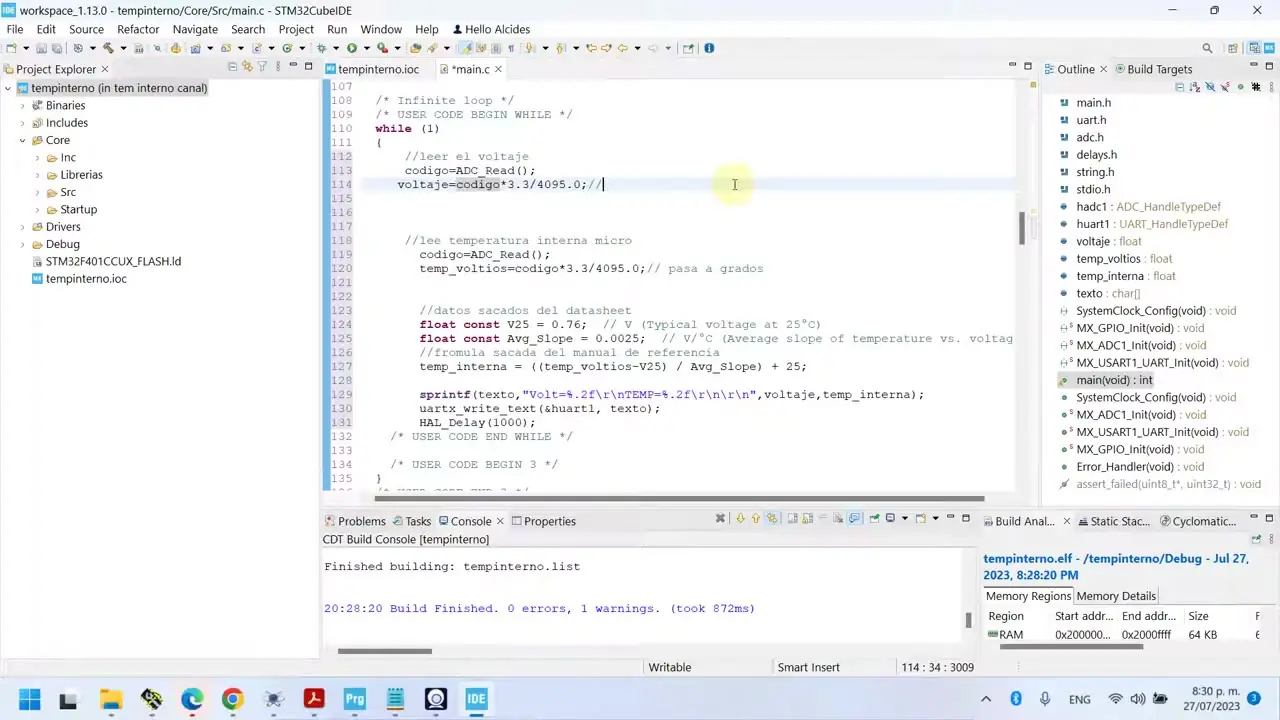 workspace_1.13.0 - tempinterno/Core/Src/main.c - STM32CubeIDE
File Edit Source Refactor Navigate Search Project Run Window Help Hello Alcides
Project Explorer
tempinterno (in tem interno canal)
Binaries
Includes
Core
Inc
Librerias
Src
Startup
Drivers
Debug
STM32F401CCUX_FLASH.ld
tempinterno.ioc
tempinterno.ioc *main.c
107
108 /* Infinite loop */
109 /* USER CODE BEGIN WHILE */
110 while (1)
111 {
112 //leer el voltaje
113 codigo=ADC_Read();
114 voltaje=codigo*3.3/4095.0;//
115
116
117
118 //lee temperatura interna micro
119 codigo=ADC_Read();
120 temp_voltios=codigo*3.3/4095.0;// pasa a grados
121
122
123 //datos sacados del datasheet
124 float const V25 = 0.76; // V (Typical voltage at 25°C)
125 float const Avg_Slope = 0.0025; // V/°C (Average slope of temperature vs. voltag
126 //fromula sacada del manual de referencia
127 temp_interna = ((temp_voltios-V25) / Avg_Slope) + 25;
128
129 sprintf(texto,"Volt=%.2f\r\nTEMP=%.2f\r\n\r\n",voltaje,temp_interna);
130 uartx_write_text(&huart1, texto);
131 HAL_Delay(1000);
132 /* USER CODE END WHILE */
133
134 /* USER CODE BEGIN 3 */
135 }
Outline Build Targets
main.h
uart.h
adc.h
delays.h
string.h
stdio.h
hadc1 : ADC_HandleTypeDef
huart1 : UART_HandleTypeDef
voltaje : float
temp_voltios : float
temp_interna : float
texto : char[]
SystemClock_Config(void) : void
MX_GPIO_Init(void) : void
MX_ADC1_Init(void) : void
MX_USART1_UART_Init(void) : void
main(void) : int
SystemClock_Config(void) : void
MX_ADC1_Init(void) : void
MX_USART1_UART_Init(void) : void
MX_GPIO_Init(void) : void
Error_Handler(void) : void
assert_failed(uint8_t*, uint32_t) : void
Problems Tasks Console Properties
CDT Build Console [tempinterno]
Finished building: tempinterno.list
20:28:20 Build Finished. 0 errors, 1 warnings. (took 872ms)
Build Anal... Static Stac... Cyclomatic...
tempinterno.elf - /tempinterno/Debug - Jul 27,
2023, 8:28:20 PM
Memory Regions Memory Details
Region Start addr... End addr... Size F
RAM 0x200000... 0x2000ffff 64 KB 6
Writable Smart Insert 114 : 34 : 3009
Prg IDE ENG 8:30 p. m.
27/07/2023 3